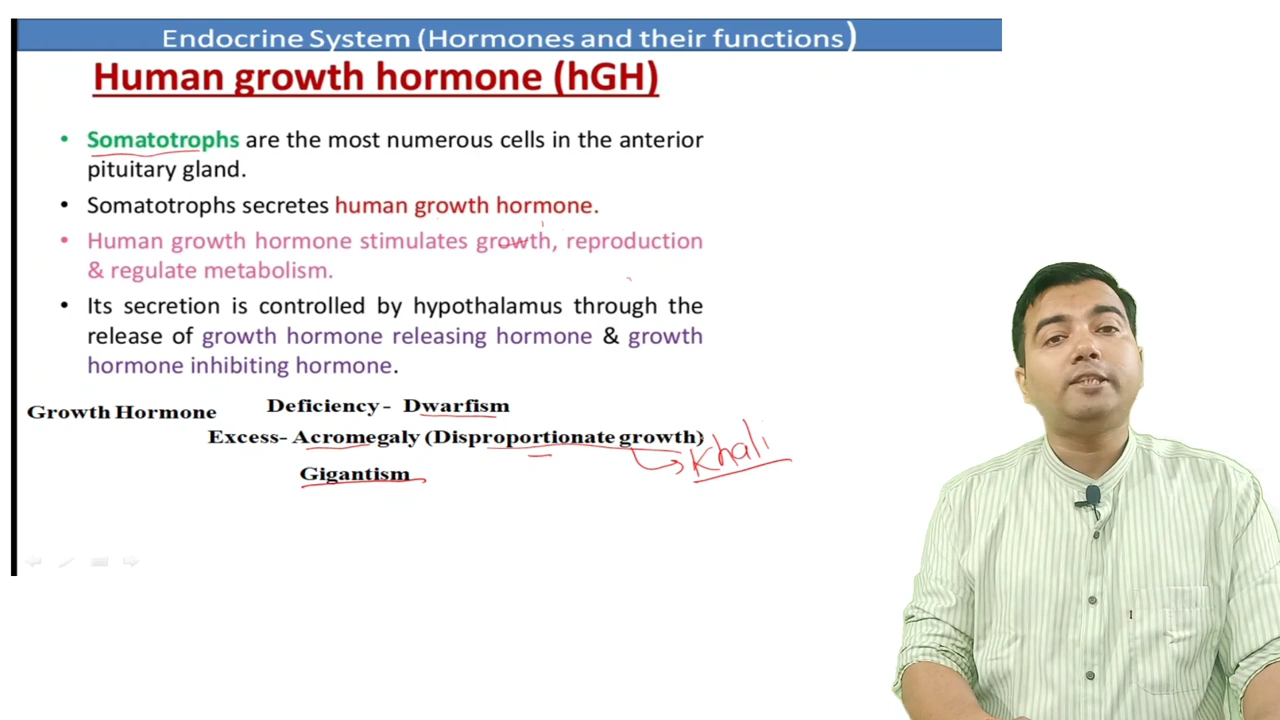 Endocrine System (Hormones and their functions)
Human growth hormone (hGH)
• Somatotrophs are the most numerous cells in the anterior
pituitary gland.
• Somatotrophs secretes human growth hormone.
• Human growth hormone stimulates growth, reproduction
& regulate metabolism.
• Its secretion is controlled by hypothalamus through the
release of growth hormone releasing hormone & growth
hormone inhibiting hormone.
Growth Hormone
Deficiency - Dwarfism
Excess- Acromegaly (Disproportionate growth)
Khali
Gigantism